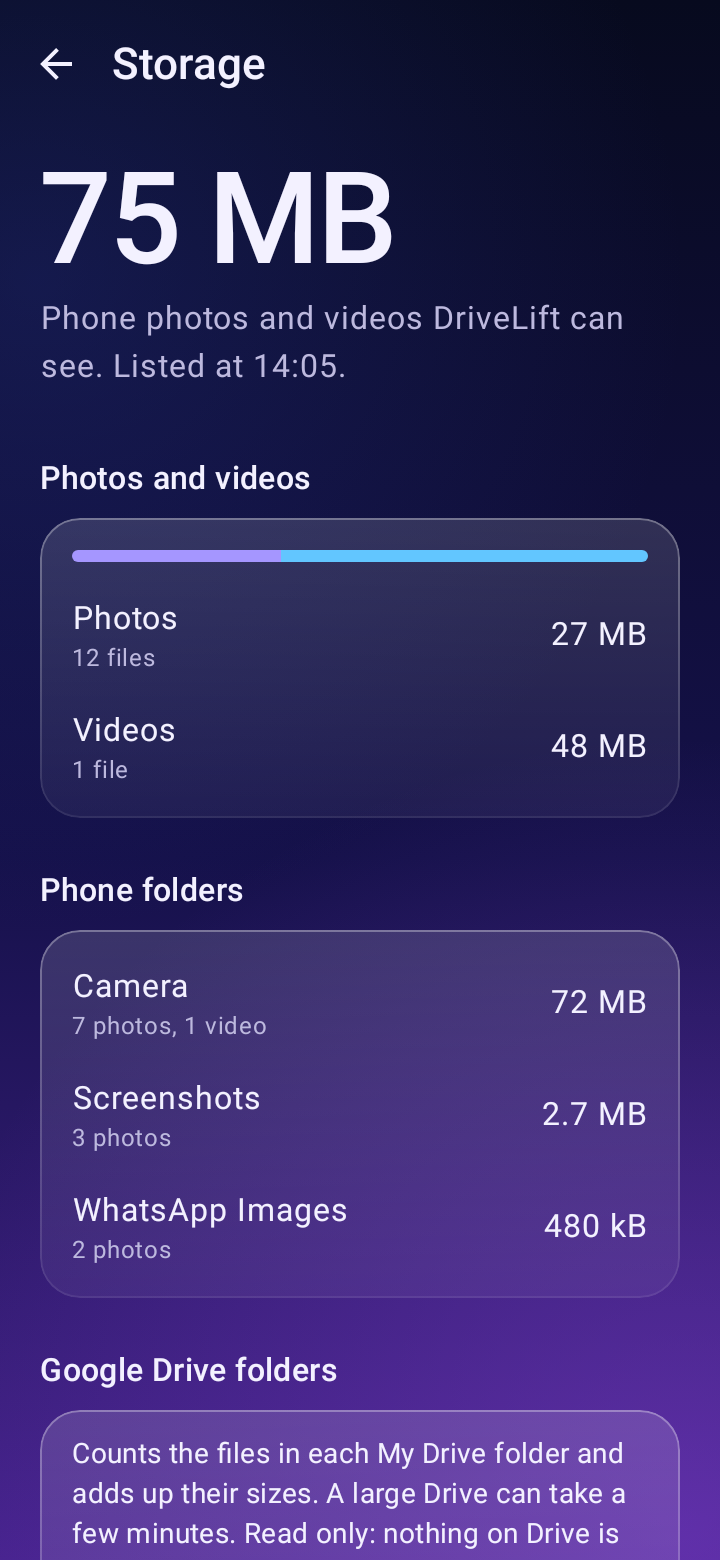 Storage
75 MB
Phone photos and videos DriveLift can
see. Listed at 14:05.
Photos and videos
Photos
12 files
27 MB
Videos
1 file
48 MB
Phone folders
Camera
7 photos, 1 video
72 MB
Screenshots
3 photos
2.7 MB
WhatsApp Images
2 photos
480 kB
Google Drive folders
Counts the files in each My Drive folder and
adds up their sizes. A large Drive can take a
few minutes. Read only: nothing on Drive is